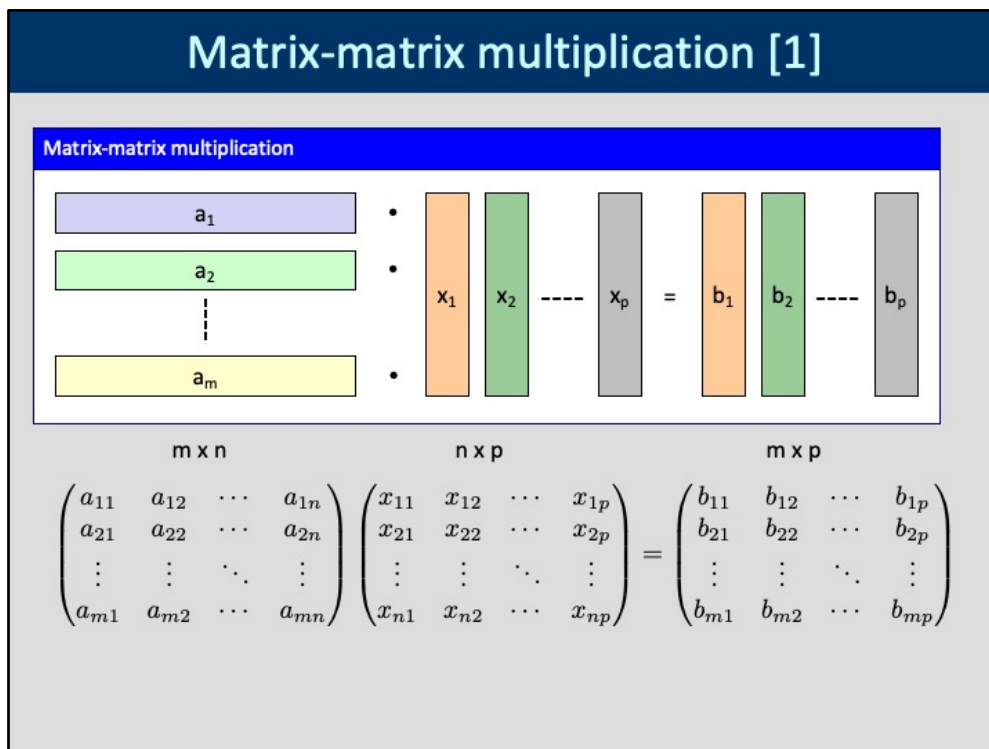 Matrix-matrix multiplication [1]
Matrix-matrix multiplication
a₁ •
a₂ •
x₁ x₂ ---- xₚ = b₁ b₂ ---- bₚ
aₘ •
m x n n x p m x p
a₁₁ a₁₂ ⋯ a₁ₙ x₁₁ x₁₂ ⋯ x₁ₚ b₁₁ b₁₂ ⋯ b₁ₚ
a₂₁ a₂₂ ⋯ a₂ₙ x₂₁ x₂₂ ⋯ x₂ₚ = b₂₁ b₂₂ ⋯ b₂ₚ
⋮ ⋮ ⋱ ⋮ ⋮ ⋮ ⋱ ⋮ ⋮ ⋮ ⋱ ⋮
aₘ₁ aₘ₂ ⋯ aₘₙ xₙ₁ xₙ₂ ⋯ xₙₚ bₘ₁ bₘ₂ ⋯ bₘₚ